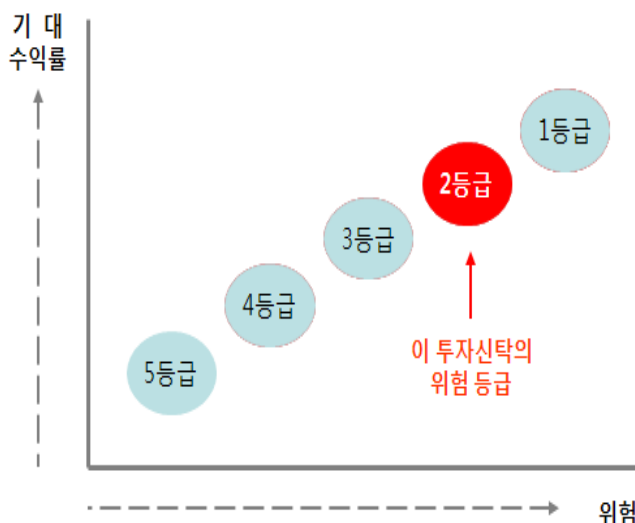 기 대
수익률
1등급
2등급
3등급
4등급
이 투자신탁의
위험 등급
5등급
위험